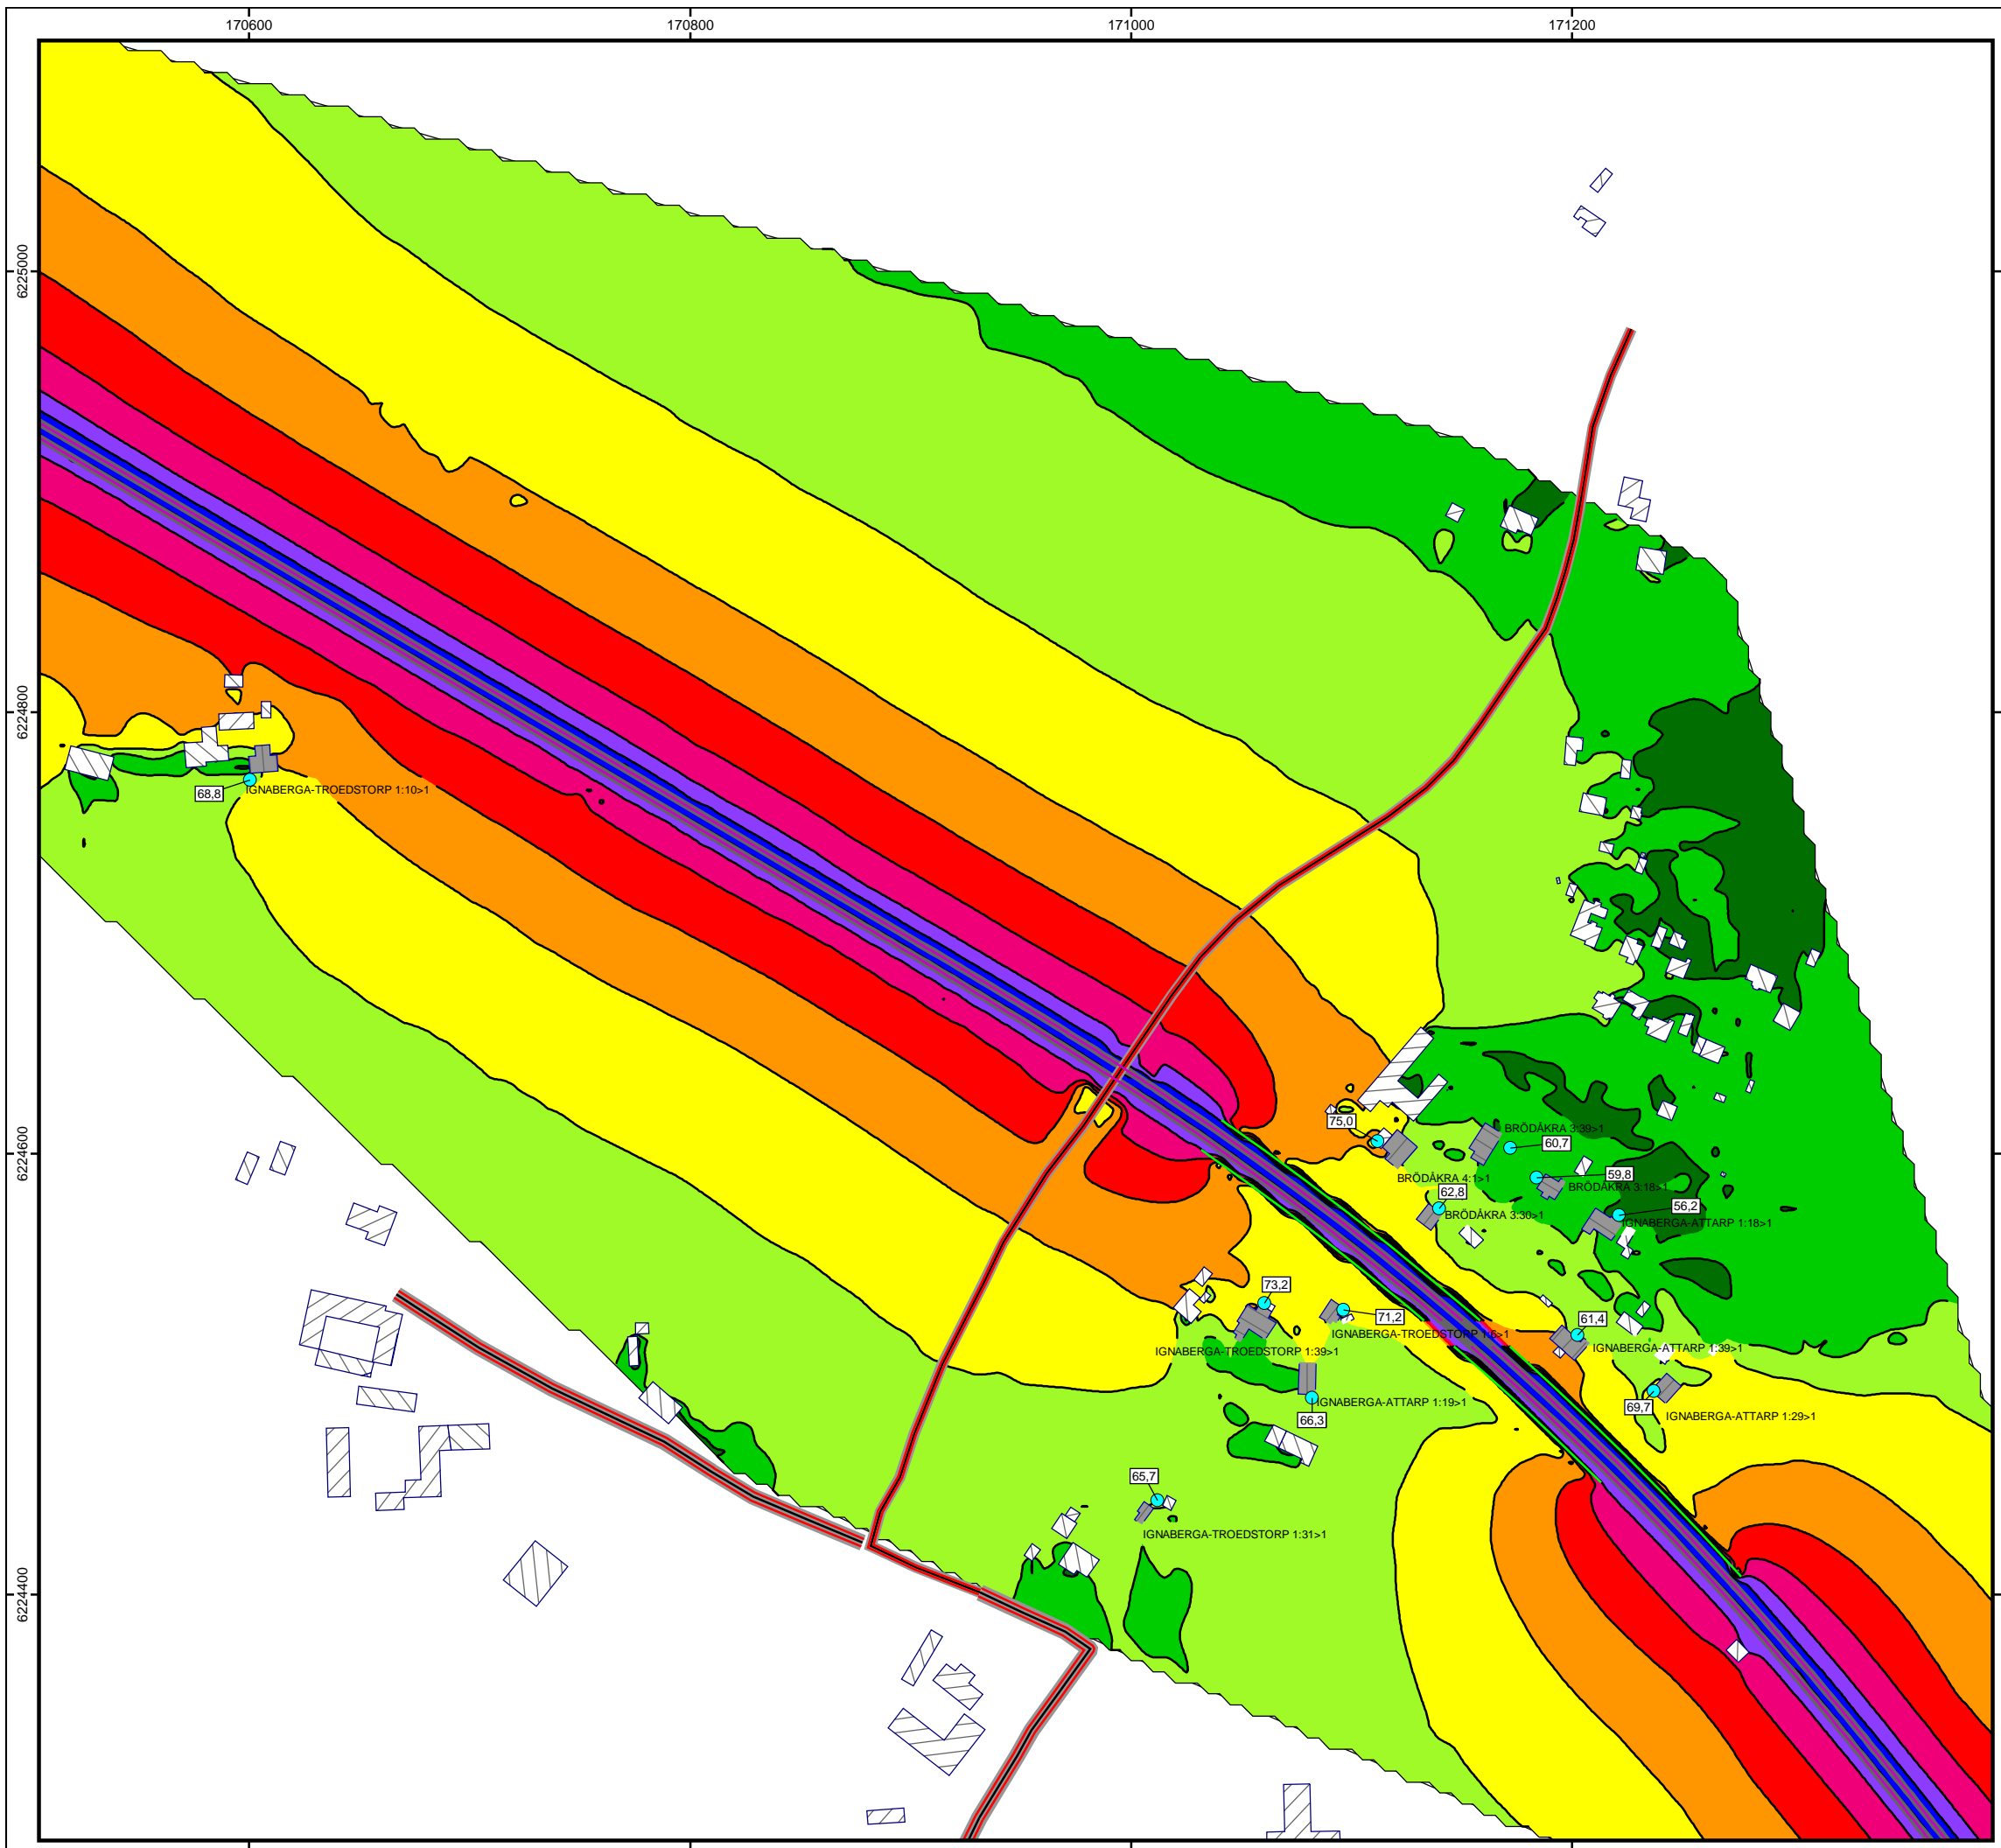 170600
170800
171000
171200
6225000
6224800
6224600
6224400
68,8
IGNABERGA-TROEDSTORP 1:10>1
75,0
BRÖDÅKRA 3:39>1
60,7
BRÖDÅKRA 4:1>1
59,8
BRÖDÅKRA 3:18>1
62,8
BRÖDÅKRA 3:30>1
56,2
IGNABERGA-ATTARP 1:18>1
73,2
71,2
61,4
IGNABERGA-TROEDSTORP 1:6>1
IGNABERGA-TROEDSTORP 1:39>1
IGNABERGA-ATTARP 1:39>1
IGNABERGA-ATTARP 1:19>1
66,3
69,7
IGNABERGA-ATTARP 1:29>1
65,7
IGNABERGA-TROEDSTORP 1:31>1